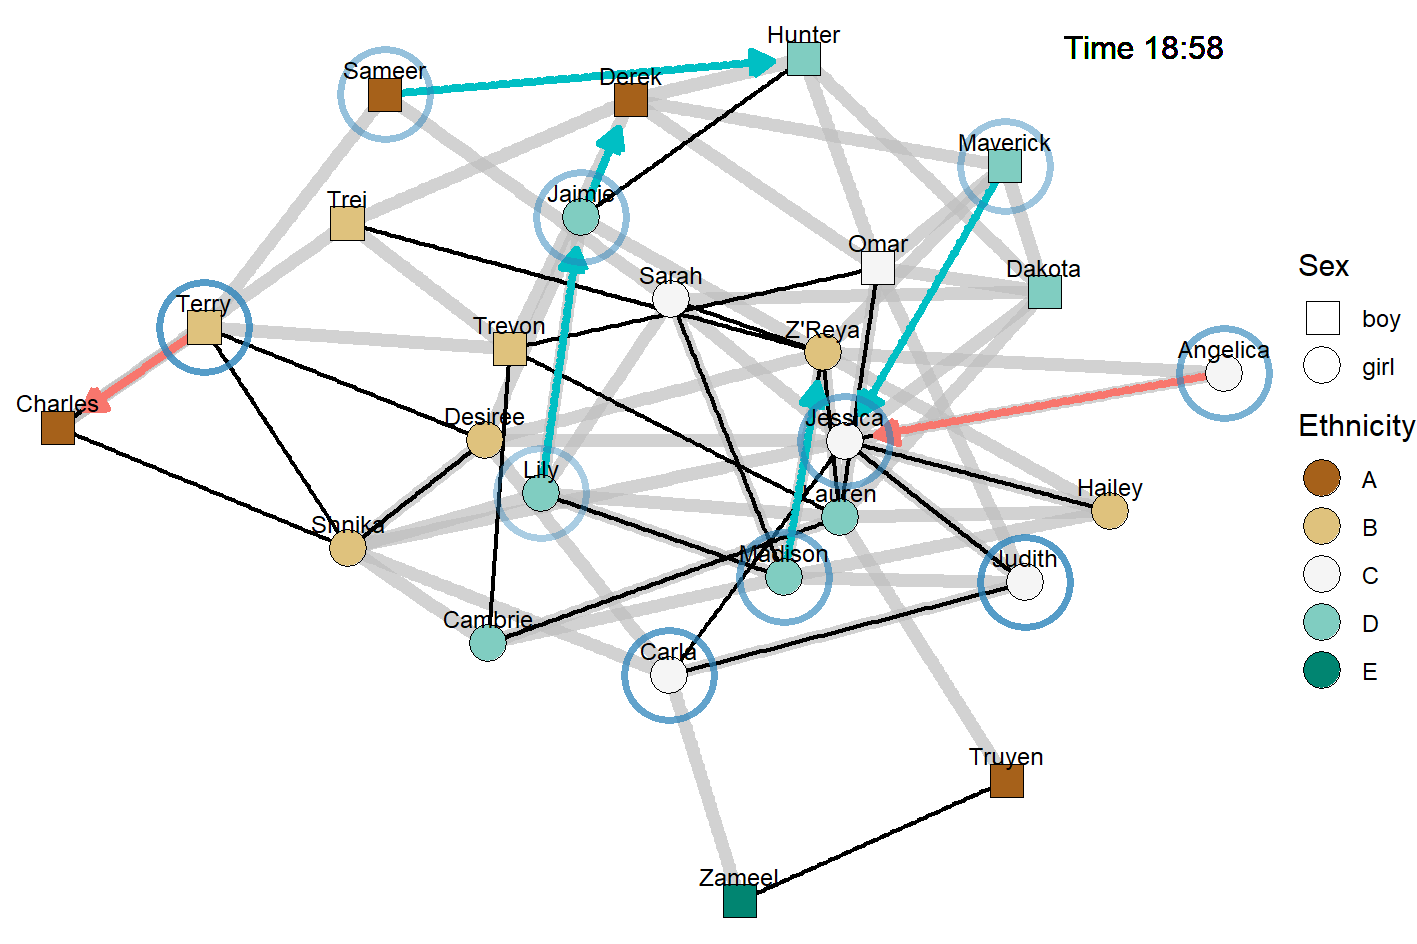 Hunter
Time 18:58
Sameer
Derek
Maverick
Jaimie
Trei
Omar
Sarah
Dakota
Terry
Trevon
Z'Reya
Angelica
Charles
Desiree
Jessica
Lily
Lauren
Hailey
Shnika
Madison
Judith
Cambrie
Carla
Truyen
Zameel
Sex
boy
girl
Ethnicity
A
B
C
D
E